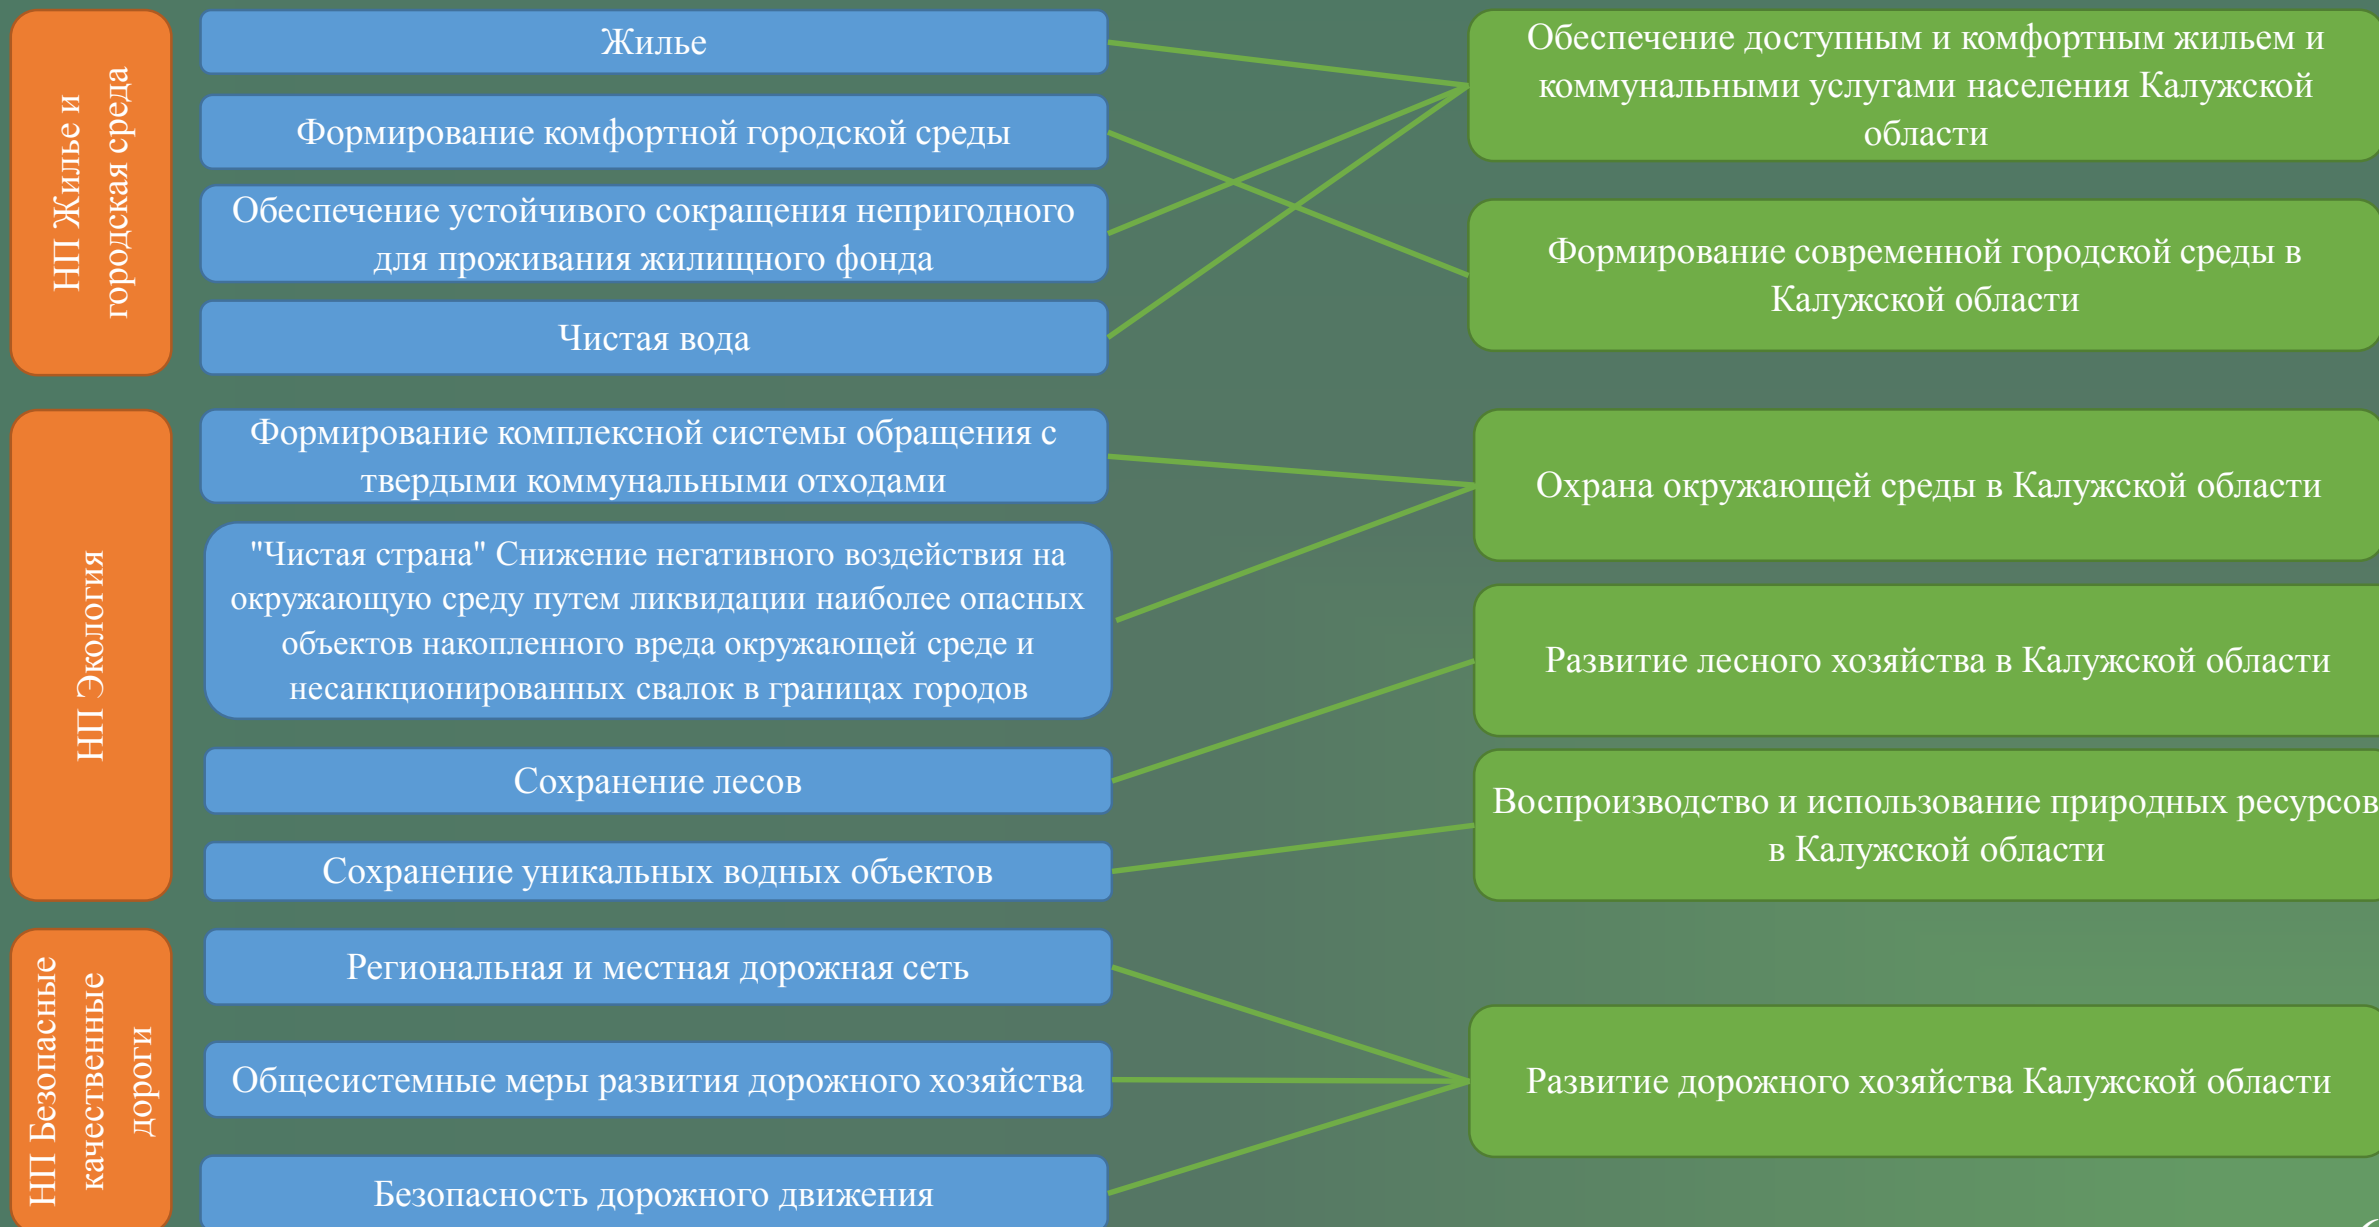 НП Жилье и
городская среда
Жилье
Формирование комфортной городской среды
Обеспечение устойчивого сокращения непригодного
для проживания жилищного фонда
Чистая вода
Обеспечение доступным и комфортным жильем и
коммунальными услугами населения Калужской
области
Формирование современной городской среды в
Калужской области
НП Экология
Формирование комплексной системы обращения с
твердыми коммунальными отходами
"Чистая страна" Снижение негативного воздействия на
окружающую среду путем ликвидации наиболее опасных
объектов накопленного вреда окружающей среде и
несанкционированных свалок в границах городов
Сохранение лесов
Сохранение уникальных водных объектов
Охрана окружающей среды в Калужской области
Развитие лесного хозяйства в Калужской области
Воспроизводство и использование природных ресурсов
в Калужской области
НП Безопасные
качественные
дороги
Региональная и местная дорожная сеть
Общесистемные меры развития дорожного хозяйства
Безопасность дорожного движения
Развитие дорожного хозяйства Калужской области